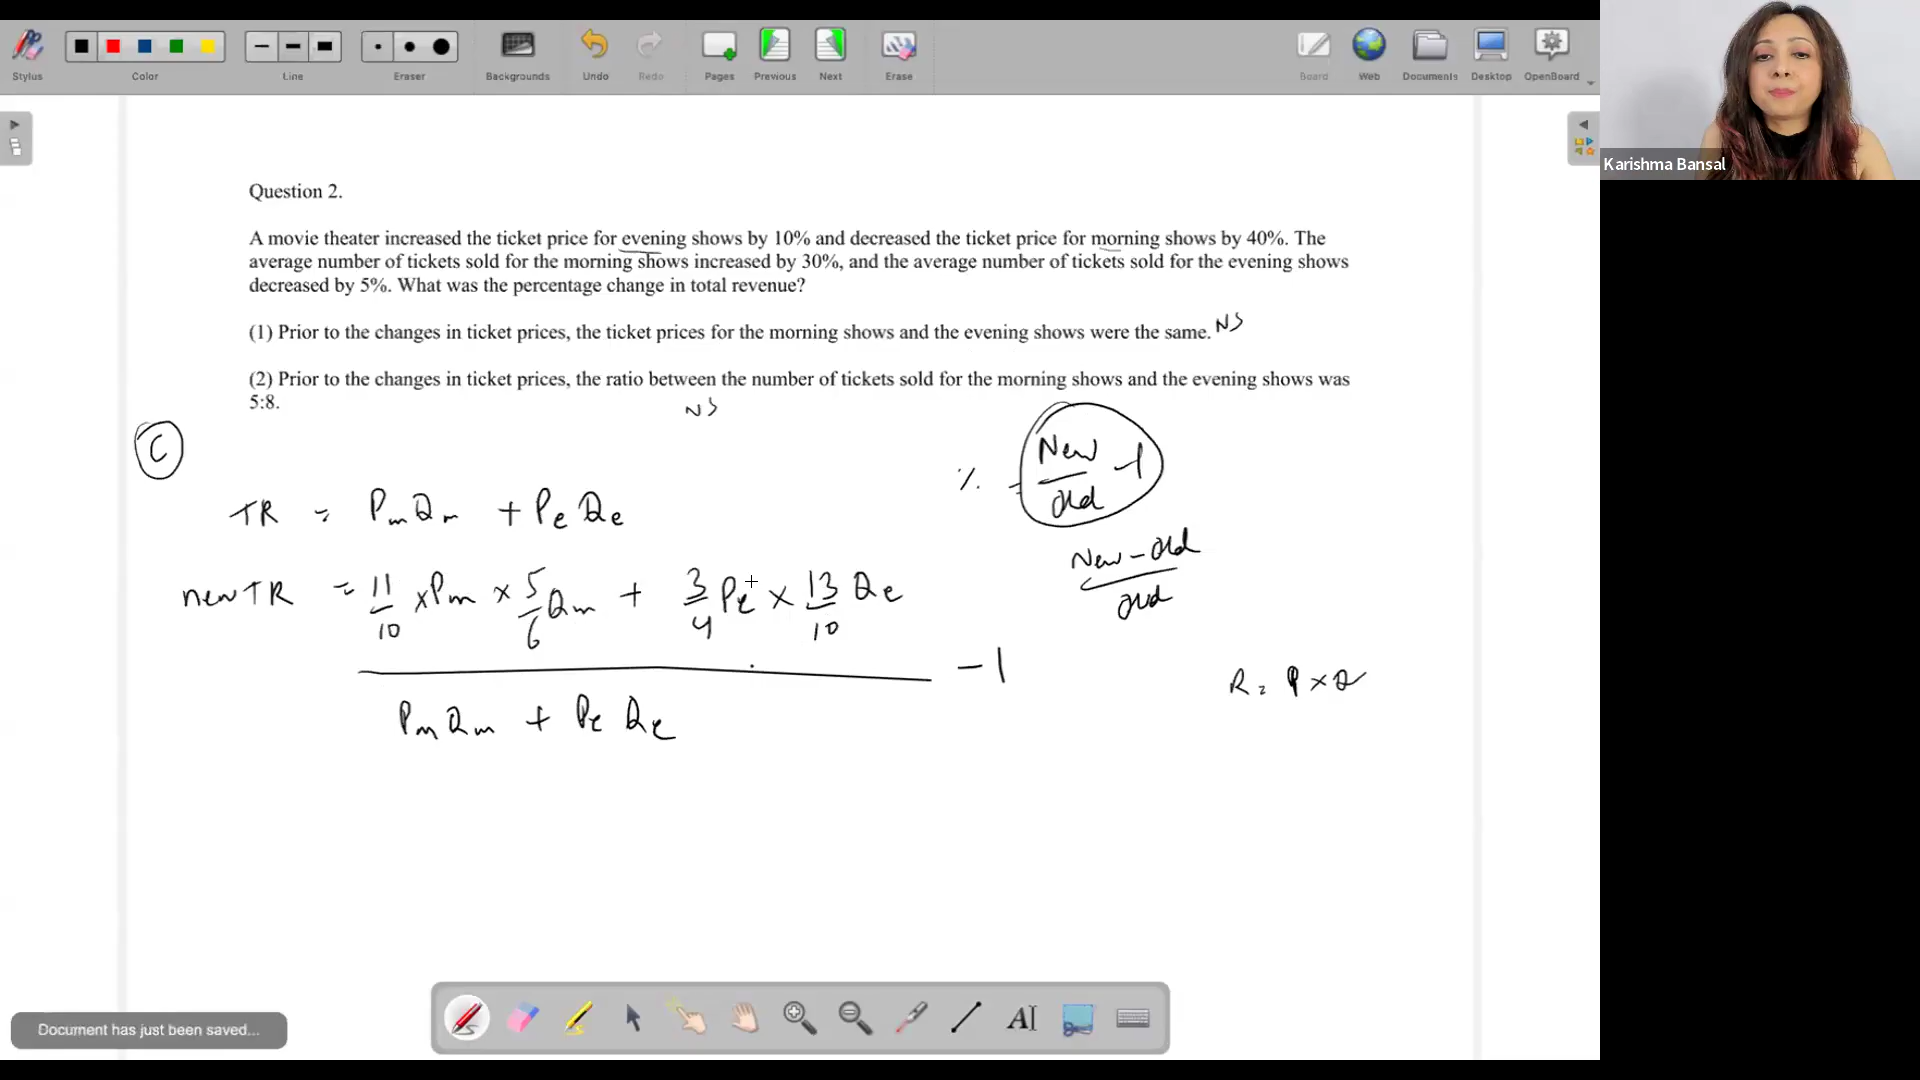 Stylus Color Line Eraser Backgrounds Undo Redo Pages Previous Next Erase Board Web Documents Desktop OpenBoard
Karishma Bansal
Question 2.
A movie theater increased the ticket price for evening shows by 10% and decreased the ticket price for morning shows by 40%. The
average number of tickets sold for the morning shows increased by 30%, and the average number of tickets sold for the evening shows
decreased by 5%. What was the percentage change in total revenue?
(1) Prior to the changes in ticket prices, the ticket prices for the morning shows and the evening shows were the same. NS
(2) Prior to the changes in ticket prices, the ratio between the number of tickets sold for the morning shows and the evening shows was
5:8.
NS
C
% = New/Old - 1
TR = PmQm + PeQe
New - Old / Old
new TR = 11/10 x Pm x 5/6 Qm + 3/4 Pe x 13/10 Qe
- 1
PmQm + PeQe
R = P x Q
Document has just been saved...
AI